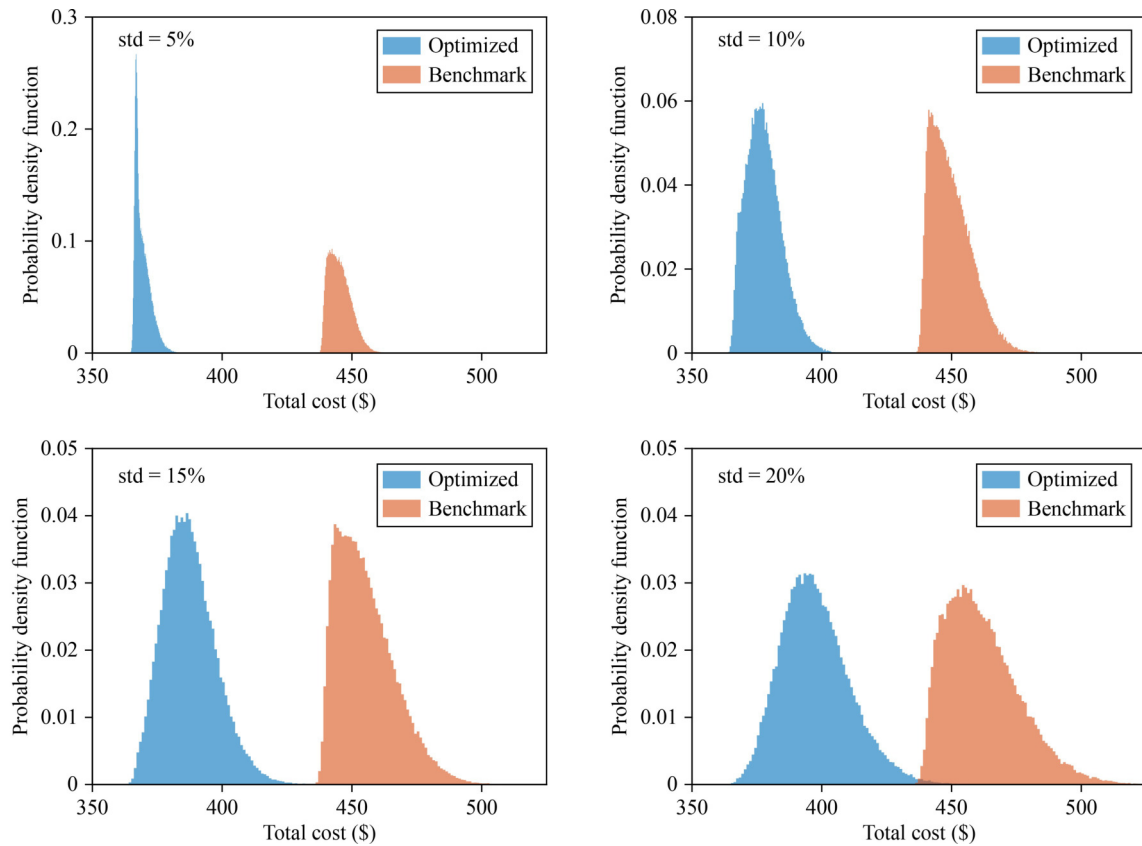 std = 5%
Optimized
Benchmark
Probability density function
0.3
0.2
0.1
0
350
400
450
500
Total cost ($)
std = 10%
Optimized
Benchmark
Probability density function
0.08
0.06
0.04
0.02
0
350
400
450
500
Total cost ($)
std = 15%
Optimized
Benchmark
Probability density function
0.05
0.04
0.03
0.02
0.01
0
350
400
450
500
Total cost ($)
std = 20%
Optimized
Benchmark
Probability density function
0.05
0.04
0.03
0.02
0.01
0
350
400
450
500
Total cost ($)